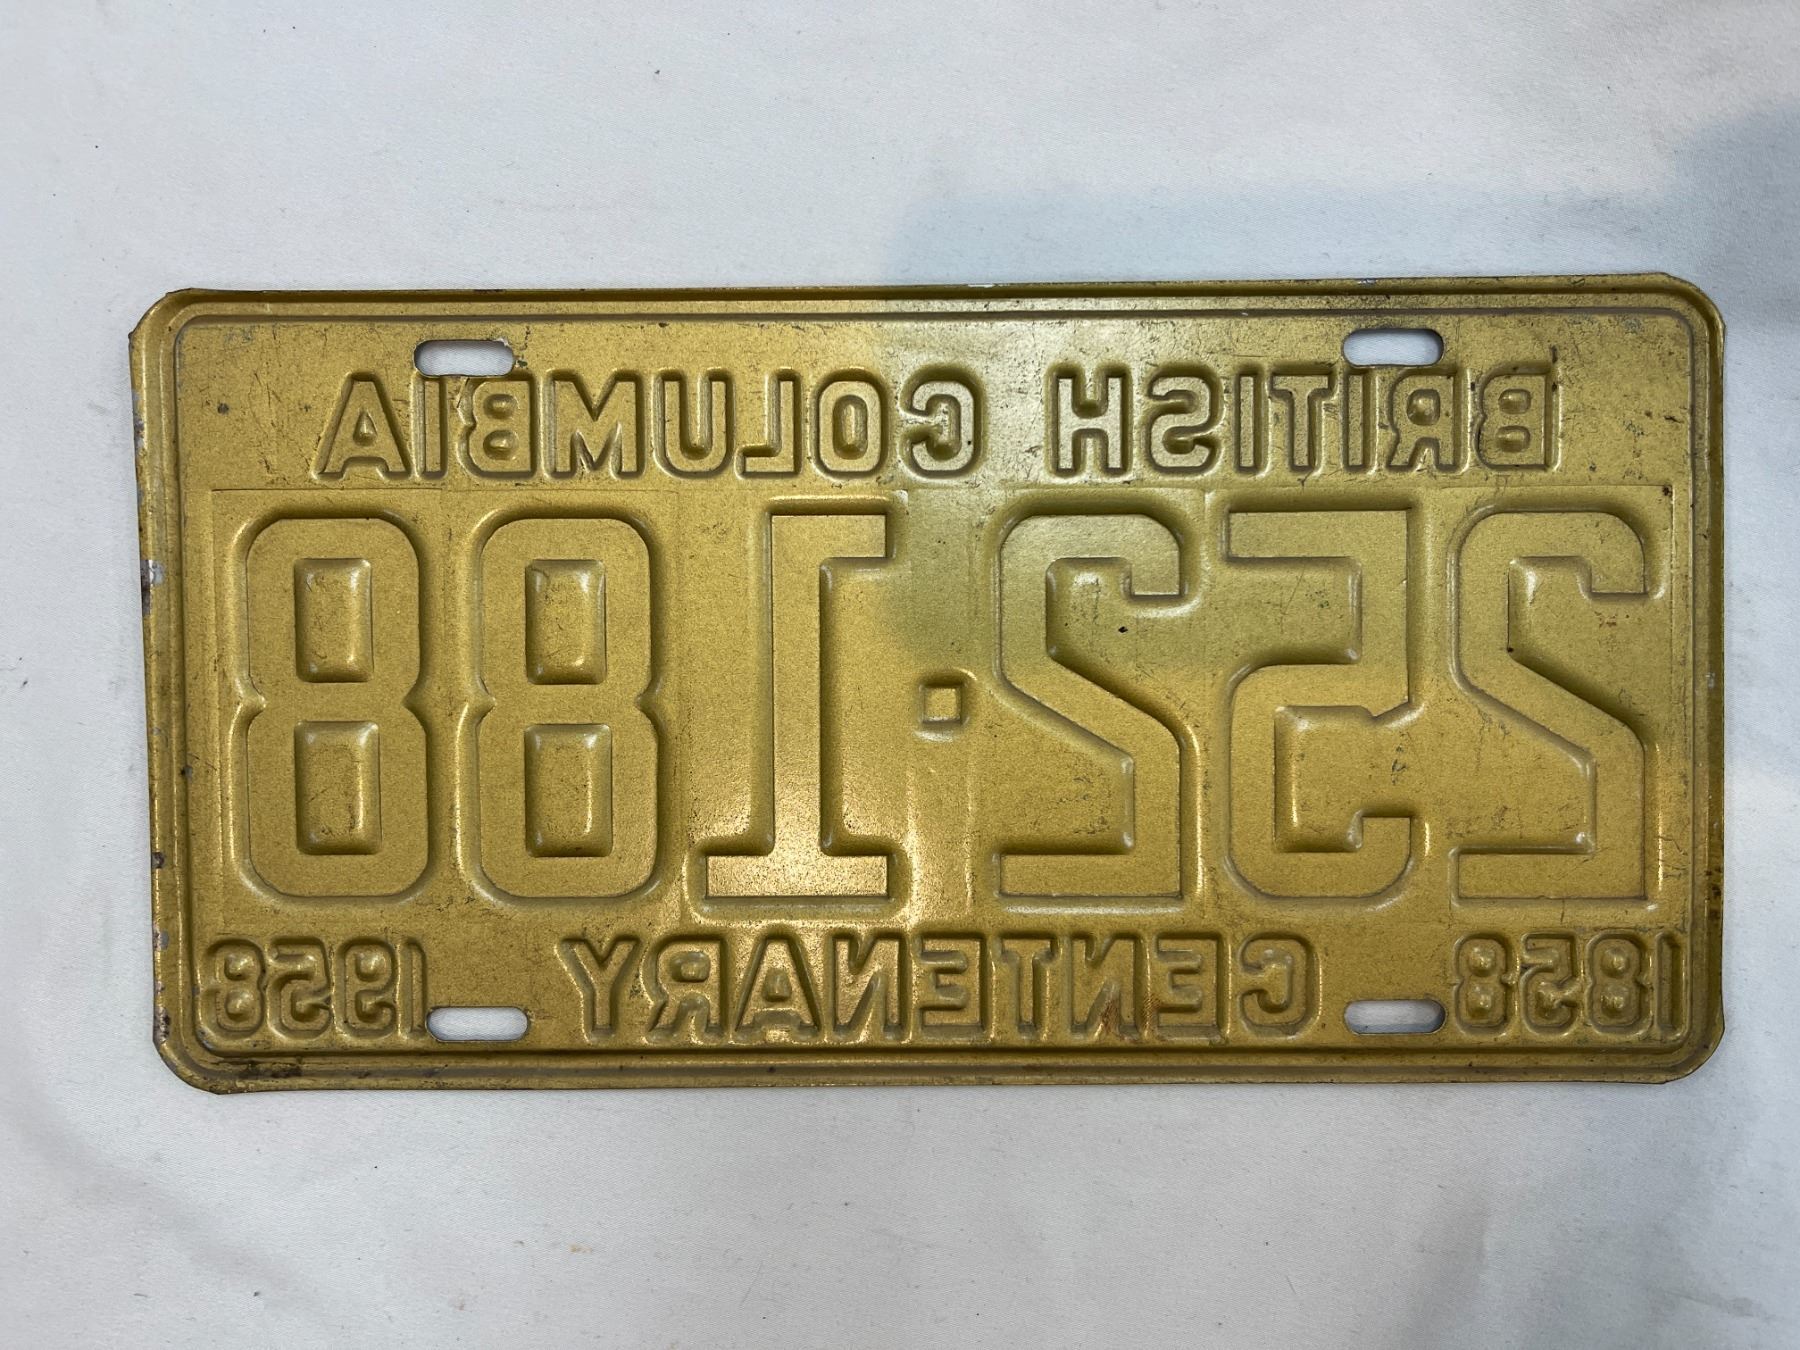 BRITISH COLUMBIA
252·188
1858 CENTENARY 1958